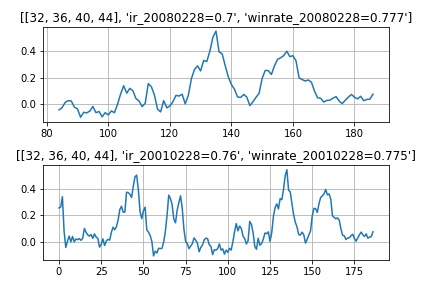 [[32, 36, 40, 44], 'ir_20080228=0.7', 'winrate_20080228=0.777']
0.4
0.2
0.0
80 100 120 140 160 180
[[32, 36, 40, 44], 'ir_20010228=0.76', 'winrate_20010228=0.775']
0.4
0.2
0.0
0 25 50 75 100 125 150 175